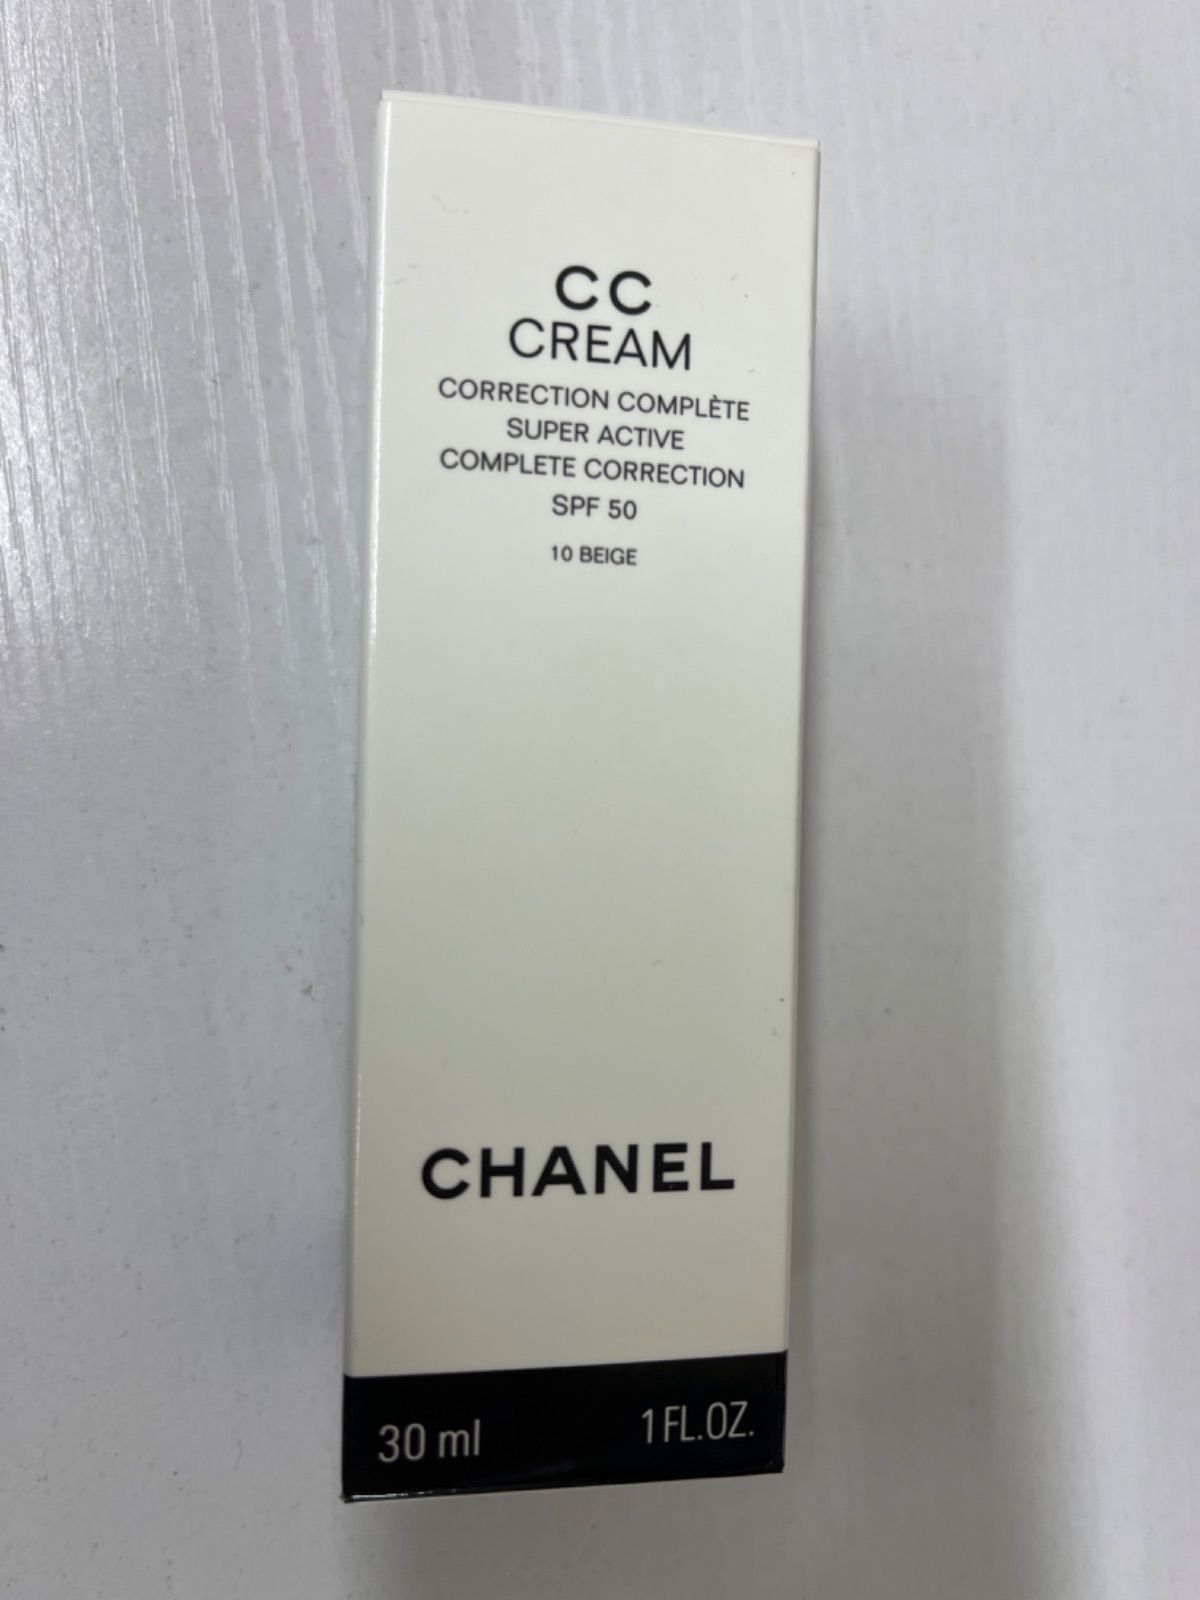 CC
CREAM
CORRECTION COMPLÈTE
SUPER ACTIVE
COMPLETE CORRECTION
SPF 50
10 BEIGE
CHANEL
30 ml 1 FL.OZ.